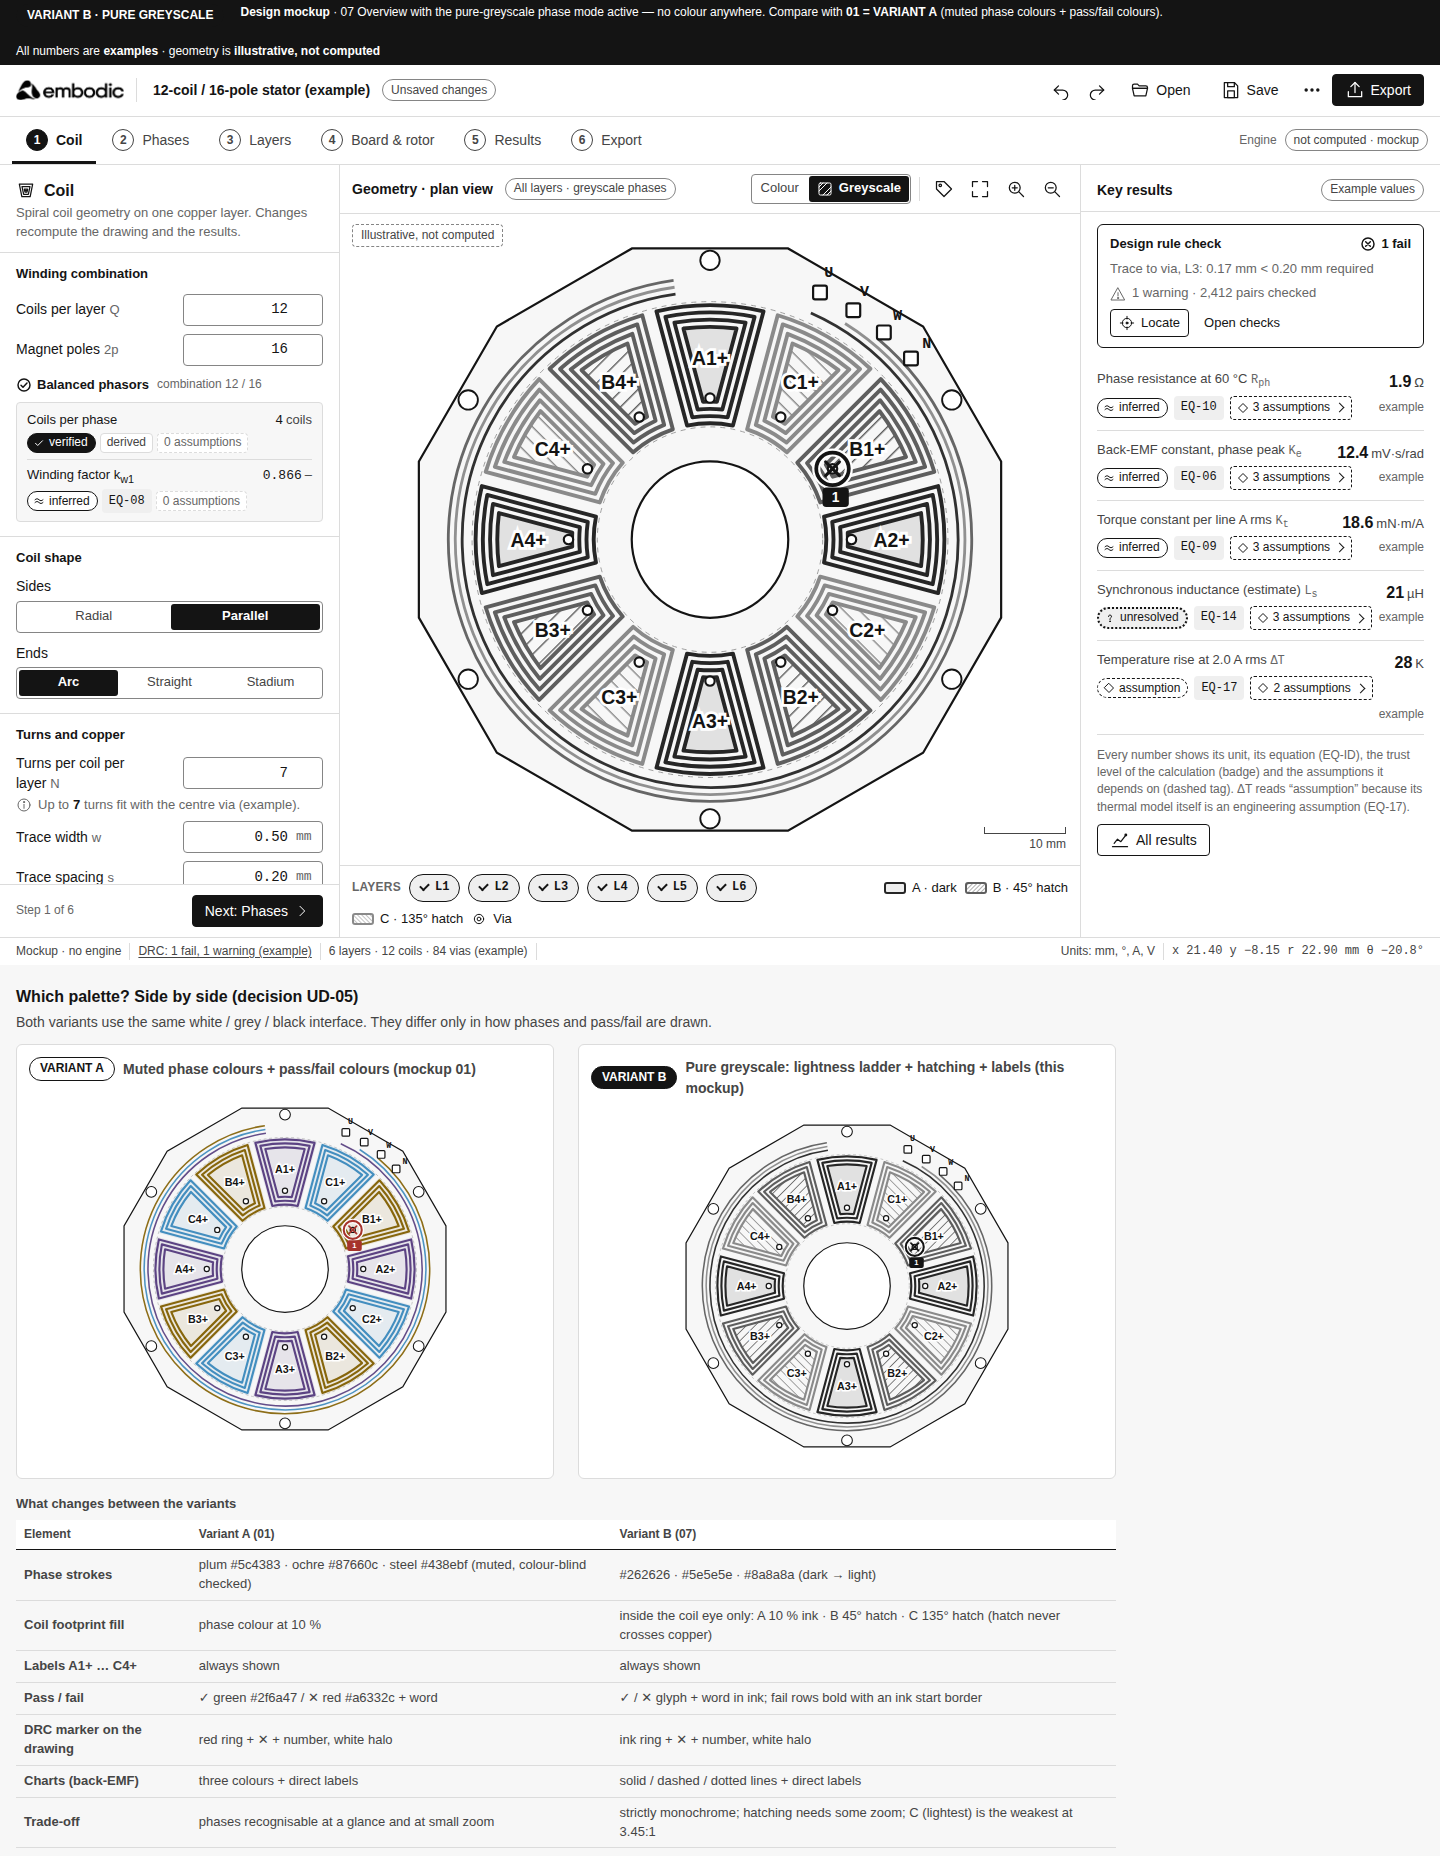 VARIANT B · PURE GREYSCALE
Design mockup · 07 Overview with the pure-greyscale phase mode active — no colour anywhere. Compare with 01 = VARIANT A (muted phase colours + pass/fail colours).
All numbers are examples · geometry is illustrative, not computed
embodic
12-coil / 16-pole stator (example)
Unsaved changes
Open
Save
Export
1 Coil
2 Phases
3 Layers
4 Board & rotor
5 Results
6 Export
Engine
not computed · mockup
Coil
Spiral coil geometry on one copper layer. Changes
recompute the drawing and the results.
Winding combination
Coils per layer Q
12
Magnet poles 2p
16
Balanced phasors combination 12 / 16
Coils per phase
4 coils
verified
derived
0 assumptions
Winding factor kw1
0.866 –
≈ inferred
EQ-08
0 assumptions
Coil shape
Sides
Radial
Parallel
Ends
Arc
Straight
Stadium
Turns and copper
Turns per coil per
layer N
7
Up to 7 turns fit with the centre via (example).
Trace width w
0.50 mm
Trace spacing s
0.20 mm
Step 1 of 6
Next: Phases
Geometry · plan view
All layers · greyscale phases
Colour
Greyscale
Illustrative, not computed
U
V
W
N
A1+
C1+
B1+
1
A2+
C2+
B2+
A3+
C3+
B3+
A4+
C4+
B4+
10 mm
LAYERS
L1
L2
L3
L4
L5
L6
A · dark
B · 45° hatch
C · 135° hatch
Via
Key results
Example values
Design rule check
1 fail
Trace to via, L3: 0.17 mm < 0.20 mm required
1 warning · 2,412 pairs checked
Locate
Open checks
Phase resistance at 60 °C Rph
1.9 Ω
≈ inferred
EQ-10
3 assumptions
example
Back-EMF constant, phase peak Ke
12.4 mV·s/rad
≈ inferred
EQ-06
3 assumptions
example
Torque constant per line A rms Kt
18.6 mN·m/A
≈ inferred
EQ-09
3 assumptions
example
Synchronous inductance (estimate) Ls
21 µH
? unresolved
EQ-14
3 assumptions
example
Temperature rise at 2.0 A rms ΔT
28 K
assumption
EQ-17
2 assumptions
example
Every number shows its unit, its equation (EQ-ID), the trust
level of the calculation (badge) and the assumptions it
depends on (dashed tag). ΔT reads “assumption” because its
thermal model itself is an engineering assumption (EQ-17).
All results
Mockup · no engine
DRC: 1 fail, 1 warning (example)
6 layers · 12 coils · 84 vias (example)
Units: mm, °, A, V
x 21.40 y −8.15 r 22.90 mm θ −20.8°
Which palette? Side by side (decision UD-05)
Both variants use the same white / grey / black interface. They differ only in how phases and pass/fail are drawn.
VARIANT A
Muted phase colours + pass/fail colours (mockup 01)
U
V
W
N
A1+
C1+
B1+
1
A2+
C2+
B2+
A3+
C3+
B3+
A4+
C4+
B4+
VARIANT B
Pure greyscale: lightness ladder + hatching + labels (this
mockup)
U
V
W
N
A1+
C1+
B1+
1
A2+
C2+
B2+
A3+
C3+
B3+
A4+
C4+
B4+
What changes between the variants
Element
Variant A (01)
Variant B (07)
Phase strokes
plum #5c4383 · ochre #87660c · steel #438ebf (muted, colour-blind
checked)
#262626 · #5e5e5e · #8a8a8a (dark → light)
Coil footprint fill
phase colour at 10 %
inside the coil eye only: A 10 % ink · B 45° hatch · C 135° hatch (hatch never
crosses copper)
Labels A1+ … C4+
always shown
always shown
Pass / fail
✓ green #2f6a47 / ✕ red #a6332c + word
✓ / ✕ glyph + word in ink; fail rows bold with an ink start border
DRC marker on the
drawing
red ring + ✕ + number, white halo
ink ring + ✕ + number, white halo
Charts (back-EMF)
three colours + direct labels
solid / dashed / dotted lines + direct labels
Trade-off
phases recognisable at a glance and at small zoom
strictly monochrome; hatching needs some zoom; C (lightest) is the weakest at
3.45:1